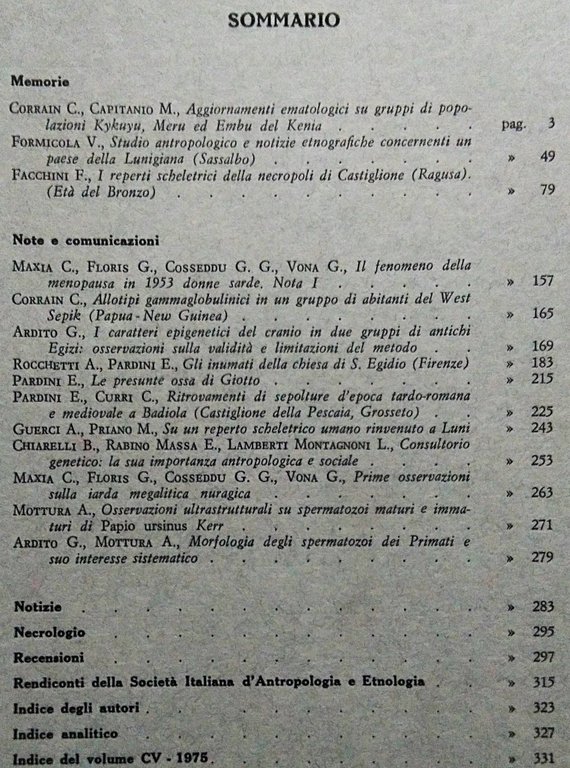 SOMMARIO
Memorie
CORRAIN C., CAPITANIO M., Aggiornamenti ematologici su gruppi di popo-
lazioni Kykuyu, Meru ed Embu del Kenia . . . . . pag. 3
FORMICOLA V., Studio antropologico e notizie etnografiche concernenti un
paese della Lunigiana (Sassalbo) . . . . . . » 49
FACCHINI F., I reperti scheletrici della necropoli di Castiglione (Ragusa).
(Età del Bronzo) . . . . . . . . . » 79
Note e comunicazioni
MAXIA C., FLORIS G., COSSEDDU G. G., VONA G., Il fenomeno della
menopausa in 1953 donne sarde. Nota I . . . . . » 157
CORRAIN C., Allotipi gammaglobulinici in un gruppo di abitanti del West
Sepik (Papua - New Guinea) . . . . . . . » 165
ARDITO G., I caratteri epigenetici del cranio in due gruppi di antichi
Egizi: osservazioni sulla validità e limitazioni del metodo . . » 169
ROCCHETTI A., PARDINI E., Gli inumati della chiesa di S. Egidio (Firenze) » 183
PARDINI E., Le presunte ossa di Giotto . . . . . . » 215
PARDINI E., CURRI C., Ritrovamenti di sepolture d'epoca tardo-romana
e medievale a Badiola (Castiglione della Pescaia, Grosseto) . . » 225
GUERCI A., PRIANO M., Su un reperto scheletrico umano rinvenuto a Luni » 243
CHIARELLI B., RABINO MASSA E., LAMBERTI MONTAGNONI L., Consultorio
genetico: la sua importanza antropologica e sociale . . . . » 253
MAXIA C., FLORIS G., COSSEDDU G. G., VONA G., Prime osservazioni
sulla iarda megalitica nuragica . . . . . . » 263
MOTTURA A., Osservazioni ultrastrutturali su spermatozoi maturi e imma-
turi di Papio ursinus Kerr . . . . . . . » 271
ARDITO G., MOTTURA A., Morfologia degli spermatozoi dei Primati e
suo interesse sistematico . . . . . . . . » 279
Notizie . . . . . . . . . . . » 283
Necrologio . . . . . . . . . . » 295
Recensioni . . . . . . . . . . » 297
Rendiconti della Società Italiana d'Antropologia e Etnologia . . » 315
Indice degli autori . . . . . . . . . » 323
Indice analitico . . . . . . . . . » 327
Indice del volume CV - 1975 . . . . . . . » 331